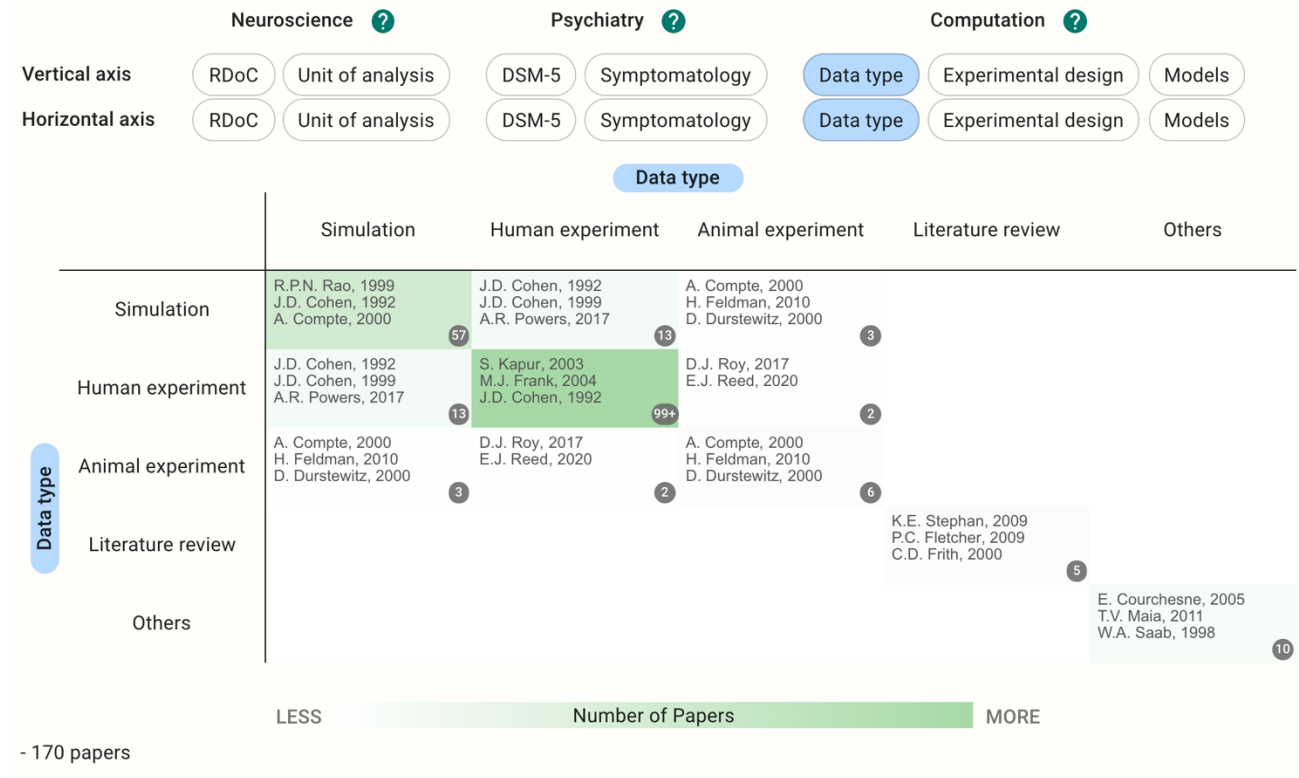 Neuroscience ?
Psychiatry ?
Computation ?
Vertical axis
RDoC
Unit of analysis
DSM-5
Symptomatology
Data type
Experimental design
Models
Horizontal axis
RDoC
Unit of analysis
DSM-5
Symptomatology
Data type
Experimental design
Models
Data type
Simulation
Human experiment
Animal experiment
Literature review
Others
Data type
Simulation
R.P.N. Rao, 1999
J.D. Cohen, 1992
A. Compte, 2000
57
J.D. Cohen, 1992
J.D. Cohen, 1999
A.R. Powers, 2017
13
A. Compte, 2000
H. Feldman, 2010
D. Durstewitz, 2000
3
Human experiment
J.D. Cohen, 1992
J.D. Cohen, 1999
A.R. Powers, 2017
13
S. Kapur, 2003
M.J. Frank, 2004
J.D. Cohen, 1992
99+
D.J. Roy, 2017
E.J. Reed, 2020
2
Animal experiment
A. Compte, 2000
H. Feldman, 2010
D. Durstewitz, 2000
3
D.J. Roy, 2017
E.J. Reed, 2020
2
A. Compte, 2000
H. Feldman, 2010
D. Durstewitz, 2000
6
Literature review
K.E. Stephan, 2009
P.C. Fletcher, 2009
C.D. Frith, 2000
5
Others
E. Courchesne, 2005
T.V. Maia, 2011
W.A. Saab, 1998
10
LESS
Number of Papers
MORE
- 170 papers